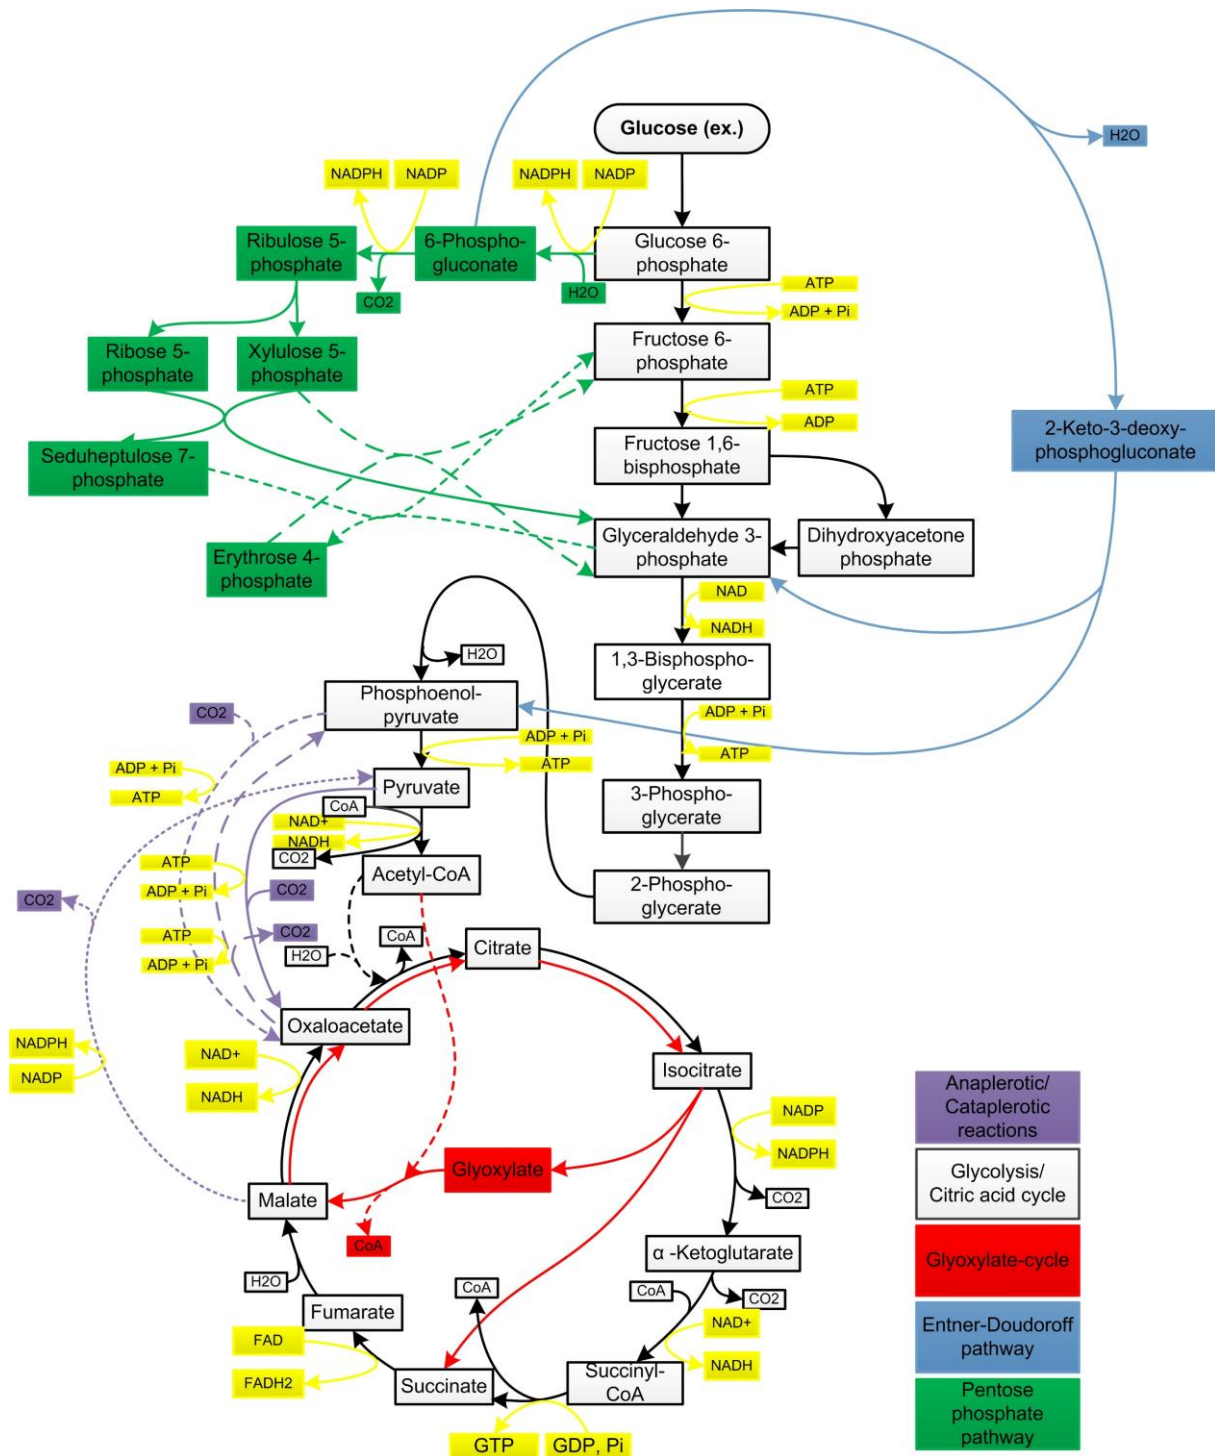 Glucose (ex.)
H2O
NADPH
NADP
NADPH
NADP
Ribulose 5-
phosphate
6-Phospho-
gluconate
Glucose 6-
phosphate
CO2
H2O
ATP
ADP + Pi
Ribose 5-
phosphate
Xylulose 5-
phosphate
Fructose 6-
phosphate
ATP
ADP
Seduheptulose 7-
phosphate
Fructose 1,6-
bisphosphate
2-Keto-3-deoxy-
phosphogluconate
Erythrose 4-
phosphate
Glyceraldehyde 3-
phosphate
Dihydroxyacetone
phosphate
NAD
NADH
H2O
1,3-Bisphospho-
glycerate
Phosphoenol-
pyruvate
CO2
ADP + Pi
ATP
ADP + Pi
ATP
ADP + Pi
ATP
Pyruvate
CoA
NAD+
NADH
CO2
3-Phospho-
glycerate
Acetyl-CoA
ATP
ADP + Pi
CO2
CO2
2-Phospho-
glycerate
ATP
ADP + Pi
CO2
H2O
CoA
Citrate
Oxaloacetate
NADPH
NADP
NAD+
NADH
Isocitrate
NADP
NADPH
Glyoxylate
Malate
CO2
CoA
α -Ketoglutarate
H2O
CoA
CoA
CO2
Fumarate
FAD
FADH2
NAD+
NADH
Succinate
Succinyl-
CoA
GTP
GDP, Pi
Anaplerotic/
Cataplerotic
reactions
Glycolysis/
Citric acid cycle
Glyoxylate-cycle
Entner-Doudoroff
pathway
Pentose
phosphate
pathway